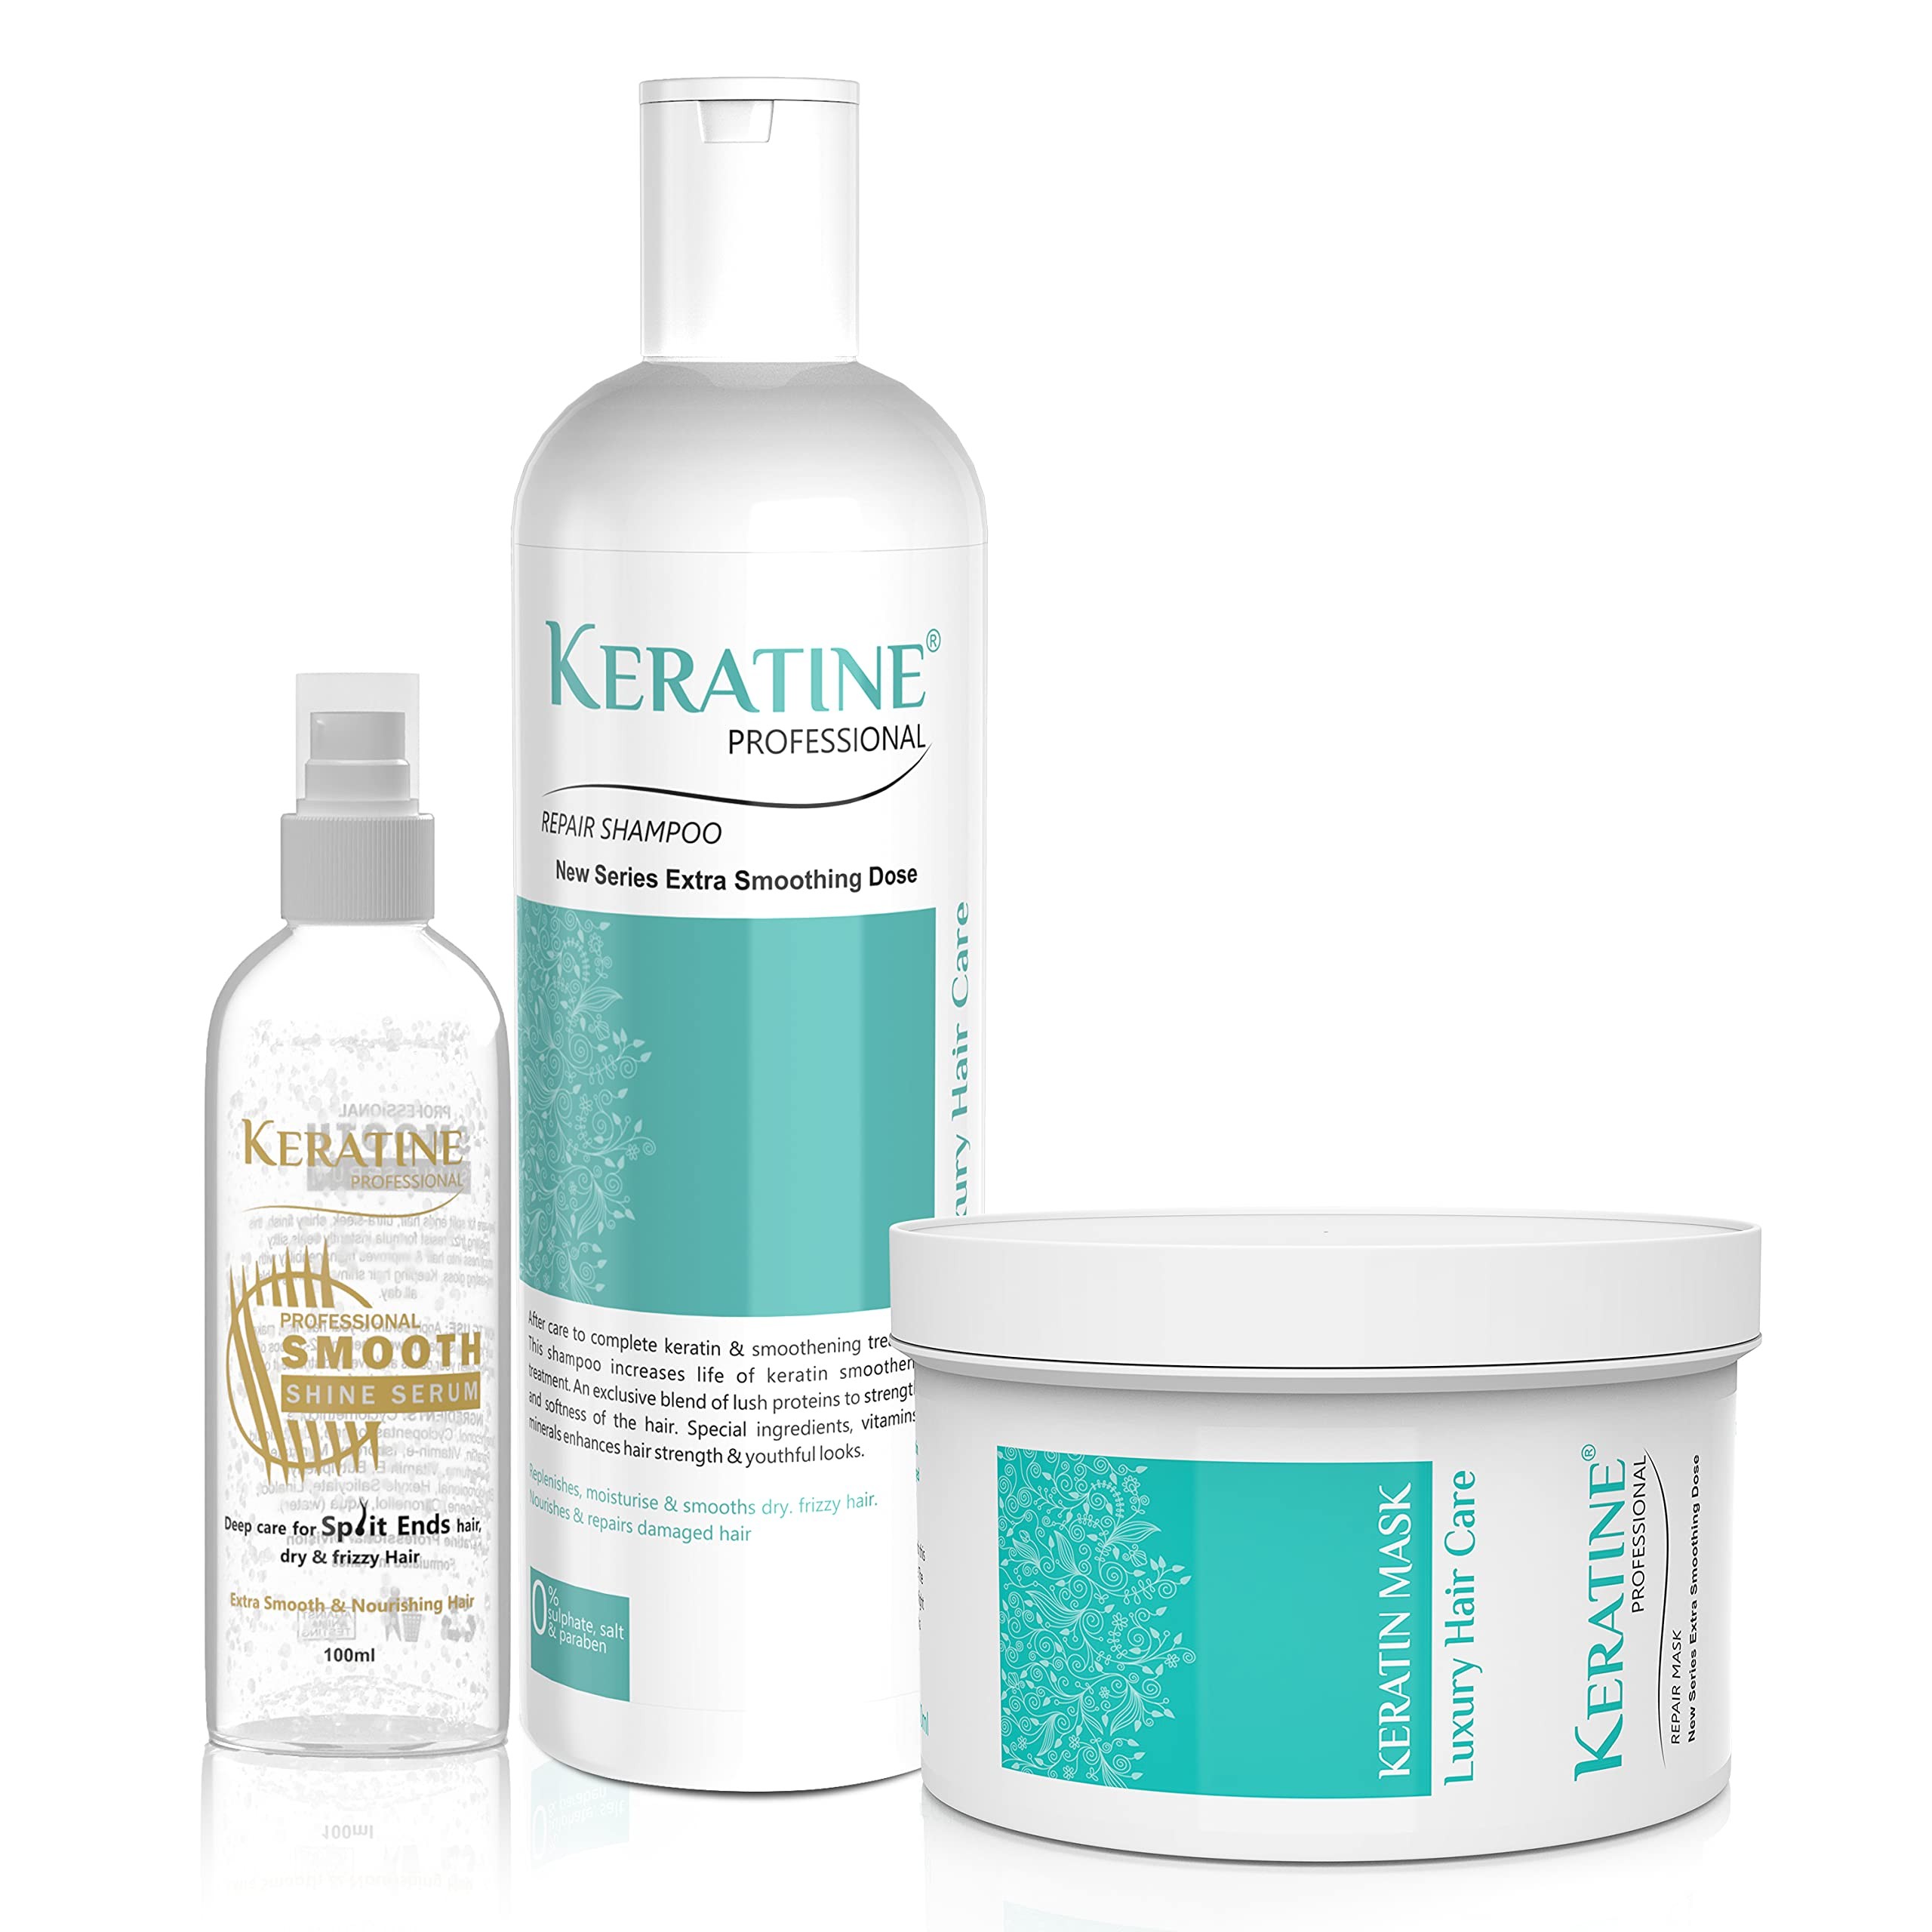 KERATINE
PROFESSIONAL
PROFESSIONAL
SMOOTH
SHINE SERUM
Deep care for Split Ends hair,
dry & frizzy Hair
Extra Smooth & Nourishing Hair
100ml
KERATINE®
PROFESSIONAL
REPAIR SHAMPOO
New Series Extra Smoothing Dose
Hair Care
After care to complete keratin & smoothening
This shampoo increases life of keratin
treatment. An exclusive blend of lush proteins to
and softness of the hair. Special ingredients, vitamins
minerals enhances hair strength & youthful looks.
Replenishes, moisturise & smooths dry. frizzy hair.
Nourishes & repairs damaged hair
0%
sulphate, salt
& paraben
KERATIN MASK
Luxury Hair Care
KERATINE®
PROFESSIONAL
REPAIR MASK
New Series Extra Smoothing Dose